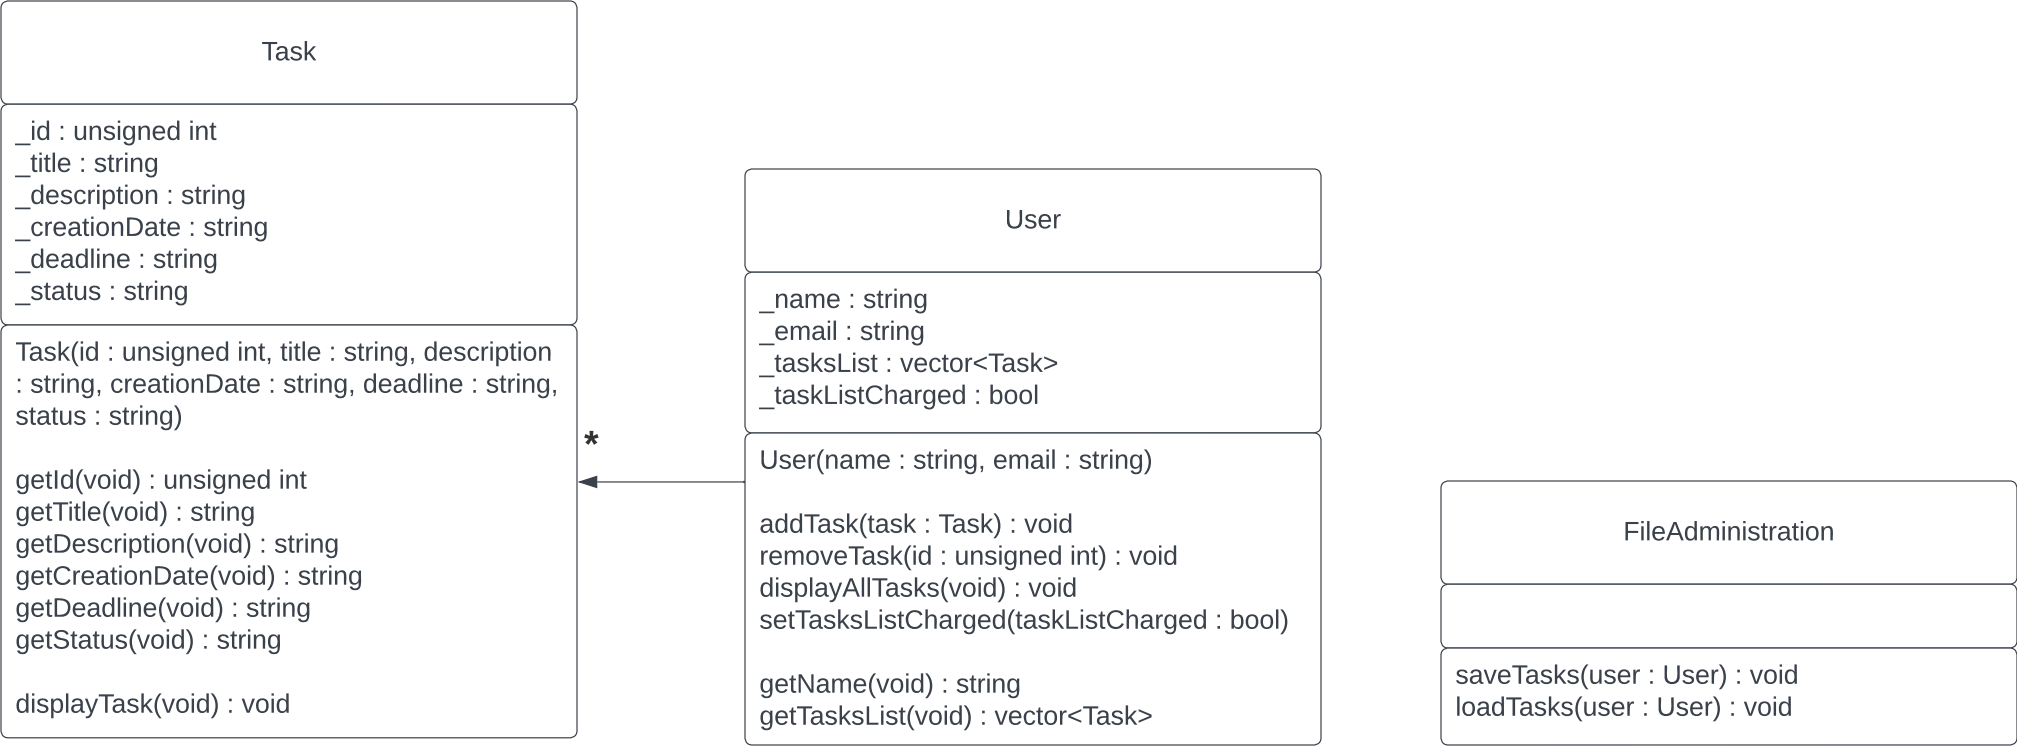 Task
_id : unsigned int
_title : string
_description : string
_creationDate : string
_deadline : string
_status : string
Task(id : unsigned int, title : string, description
: string, creationDate : string, deadline : string,
status : string)
getId(void) : unsigned int
getTitle(void) : string
getDescription(void) : string
getCreationDate(void) : string
getDeadline(void) : string
getStatus(void) : string
displayTask(void) : void
*
User
_name : string
_email : string
_tasksList : vector<Task>
_taskListCharged : bool
User(name : string, email : string)
addTask(task : Task) : void
removeTask(id : unsigned int) : void
displayAllTasks(void) : void
setTasksListCharged(taskListCharged : bool)
getName(void) : string
getTasksList(void) : vector<Task>
FileAdministration
saveTasks(user : User) : void
loadTasks(user : User) : void